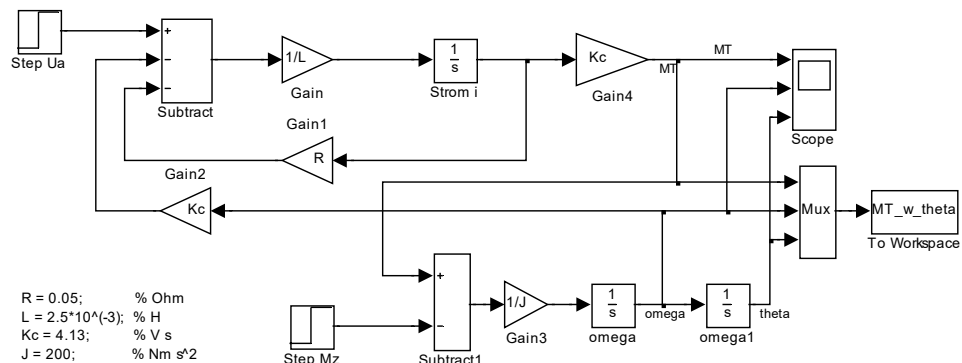 Step Ua
+
−
−
Subtract
1/L
Gain
1
s
Strom i
Kc
Gain4
MT
MT
Scope
Gain1
R
Gain2
Kc
Mux
MT_w_theta
To Workspace
+
−
Subtract1
Step Mz
1/J
Gain3
1
s
omega
omega
1
s
omega1
theta
R = 0.05; % Ohm
L = 2.5*10^(-3); % H
Kc = 4.13; % V s
J = 200; % Nm s^2